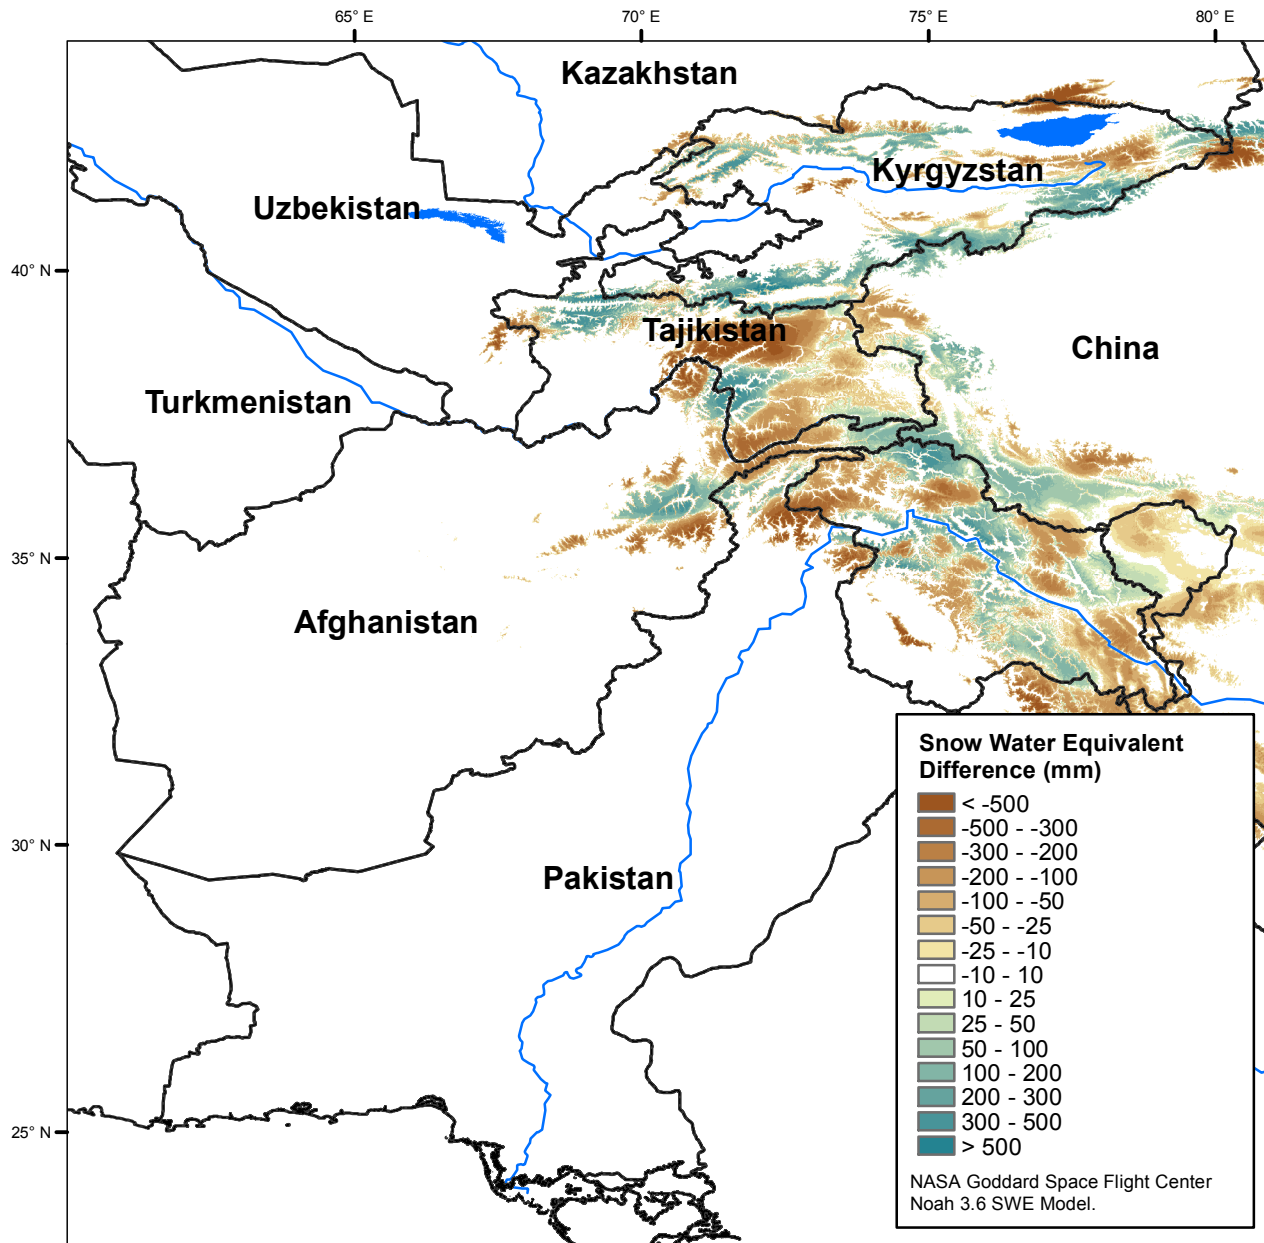 65° E
70° E
75° E
80° E
Kazakhstan
Kyrgyzstan
Uzbekistan
40° N
Tajikistan
China
Turkmenistan
35° N
Afghanistan
30° N
Pakistan
25° N
Snow Water Equivalent
Difference (mm)
< -500
-500 - -300
-300 - -200
-200 - -100
-100 - -50
-50 - -25
-25 - -10
-10 - 10
10 - 25
25 - 50
50 - 100
100 - 200
200 - 300
300 - 500
> 500
NASA Goddard Space Flight Center
Noah 3.6 SWE Model.